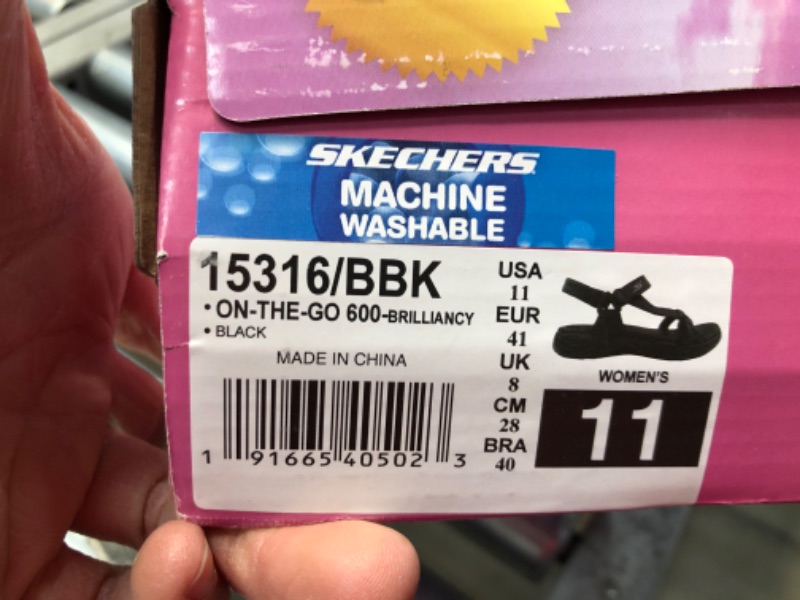 SKECHERS
MACHINE
WASHABLE
15316/BBK
• ON-THE-GO 600-BRILLIANCY
• BLACK
MADE IN CHINA
1 91665 40502 3
USA
11
EUR
41
UK
8
CM
28
BRA
40
WOMEN'S
11